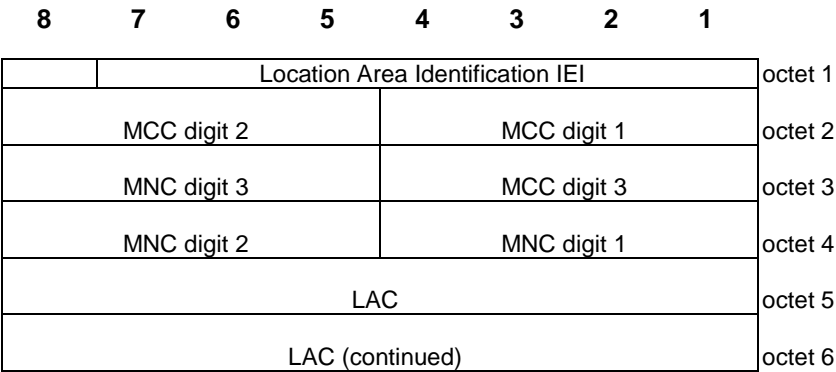 8 7 6 5 4 3 2 1
Location Area Identification IEI octet 1
MCC digit 2 MCC digit 1 octet 2
MNC digit 3 MCC digit 3 octet 3
MNC digit 2 MNC digit 1 octet 4
LAC octet 5
LAC (continued) octet 6